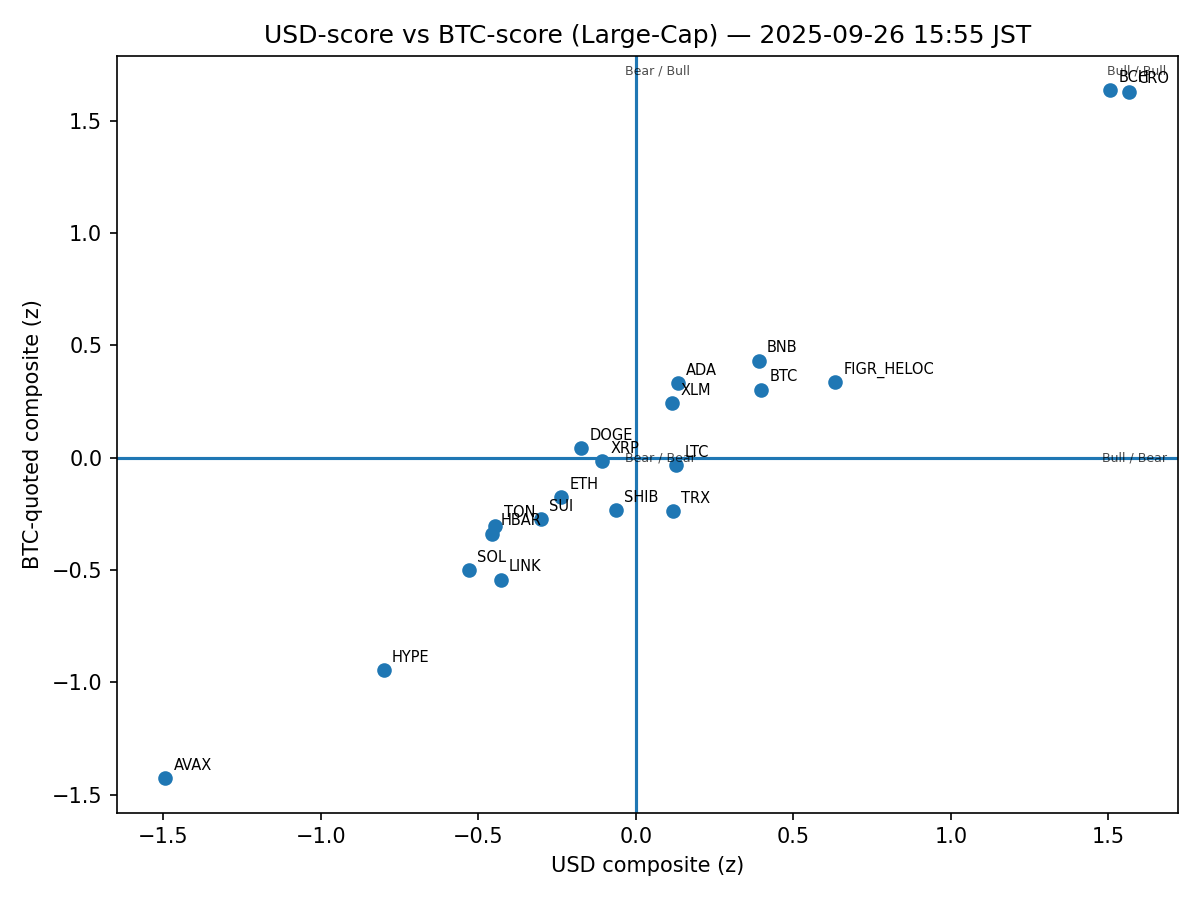 USD-score vs BTC-score (Large-Cap) — 2025-09-26 15:55 JST
Bear / Bull
Bull / Bull
BCH
CRO
1.5
1.0
0.5
0.0
−0.5
−1.0
−1.5
BTC-quoted composite (z)
BNB
FIGR_HELOC
ADA
BTC
XLM
DOGE
XRP
LTC
Bear / Bear
Bull / Bear
ETH
SHIB
TRX
SUI
TON
HBAR
SOL
LINK
HYPE
AVAX
−1.5
−1.0
−0.5
0.0
0.5
1.0
1.5
USD composite (z)